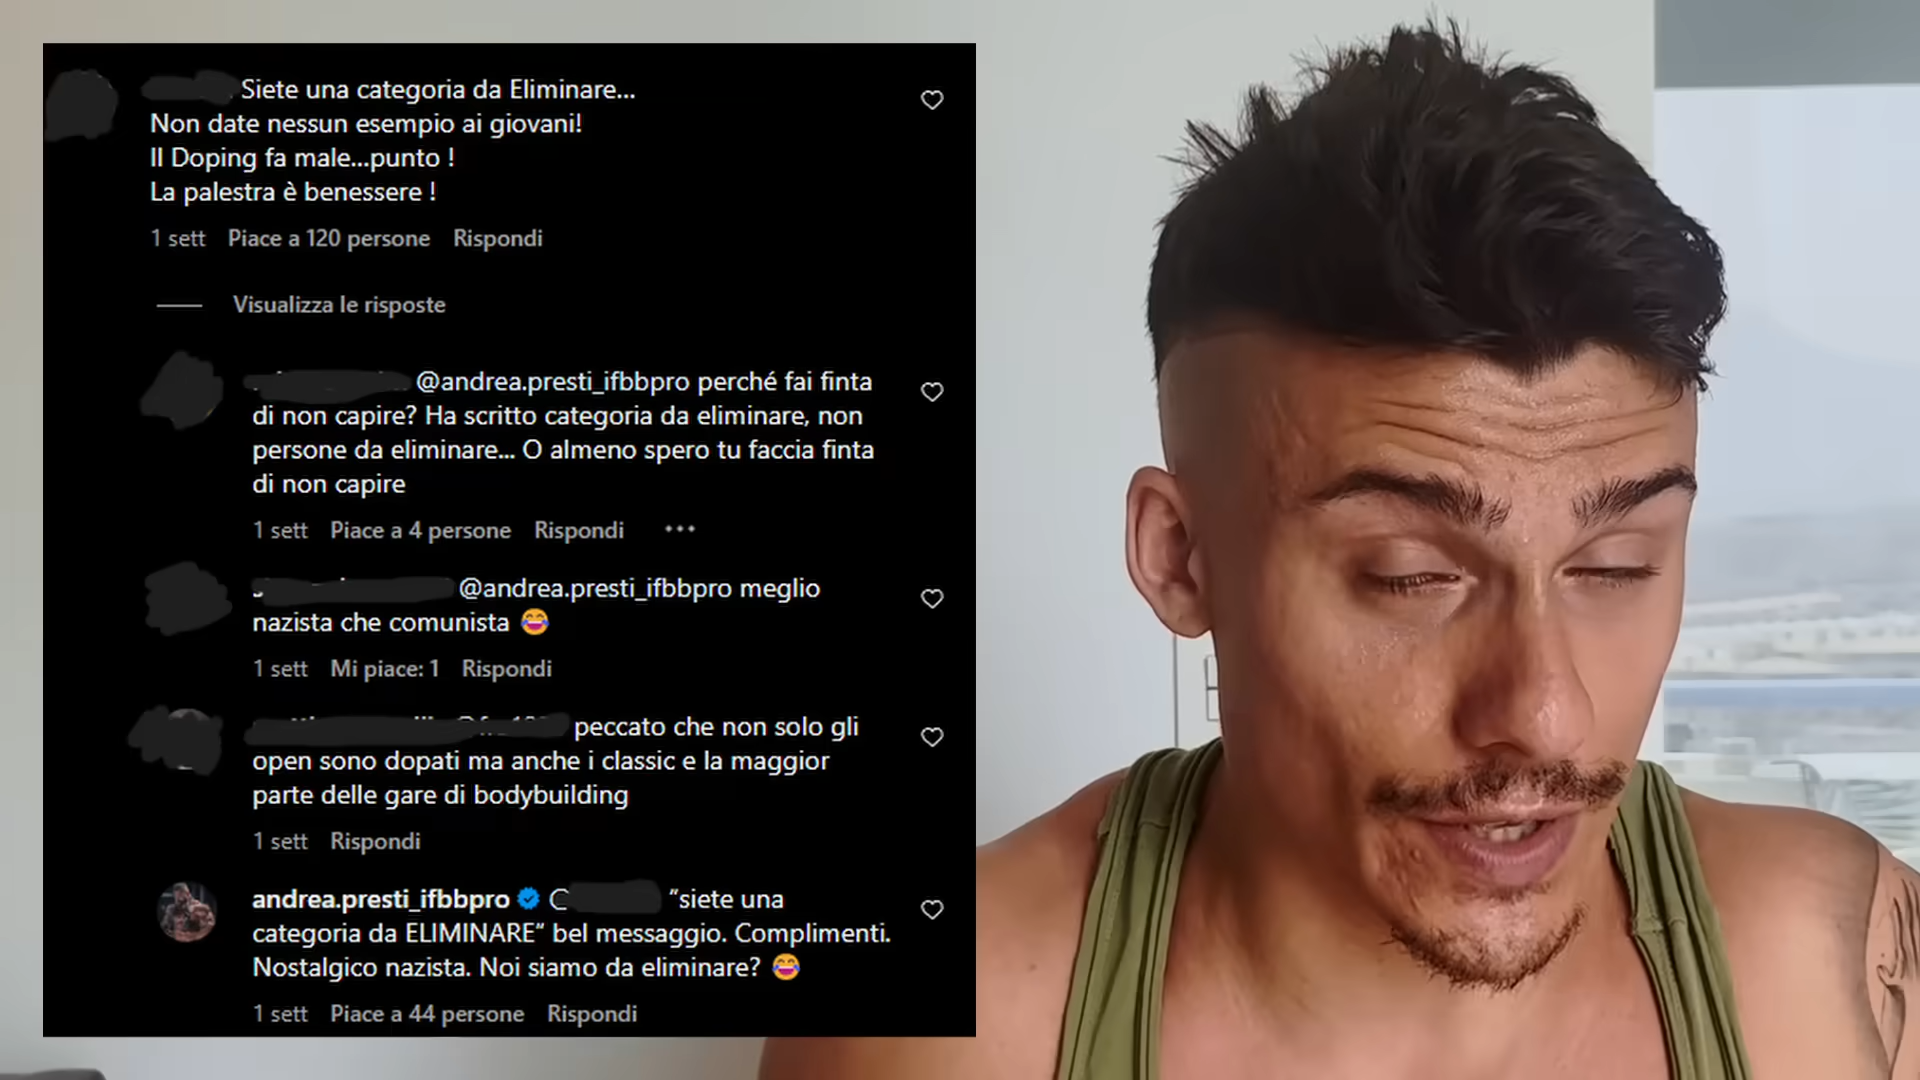 Siete una categoria da Eliminare...
Non date nessun esempio ai giovani!
Il Doping fa male...punto !
La palestra è benessere !
1 sett Piace a 120 persone Rispondi
Visualizza le risposte
@andrea.presti_ifbbpro perché fai finta
di non capire? Ha scritto categoria da eliminare, non
persone da eliminare... O almeno spero tu faccia finta
di non capire
1 sett Piace a 4 persone Rispondi
@andrea.presti_ifbbpro meglio
nazista che comunista 😂
1 sett Mi piace: 1 Rispondi
peccato che non solo gli
open sono dopati ma anche i classic e la maggior
parte delle gare di bodybuilding
1 sett Rispondi
andrea.presti_ifbbpro "siete una
categoria da ELIMINARE" bel messaggio. Complimenti.
Nostalgico nazista. Noi siamo da eliminare? 😂
1 sett Piace a 44 persone Rispondi